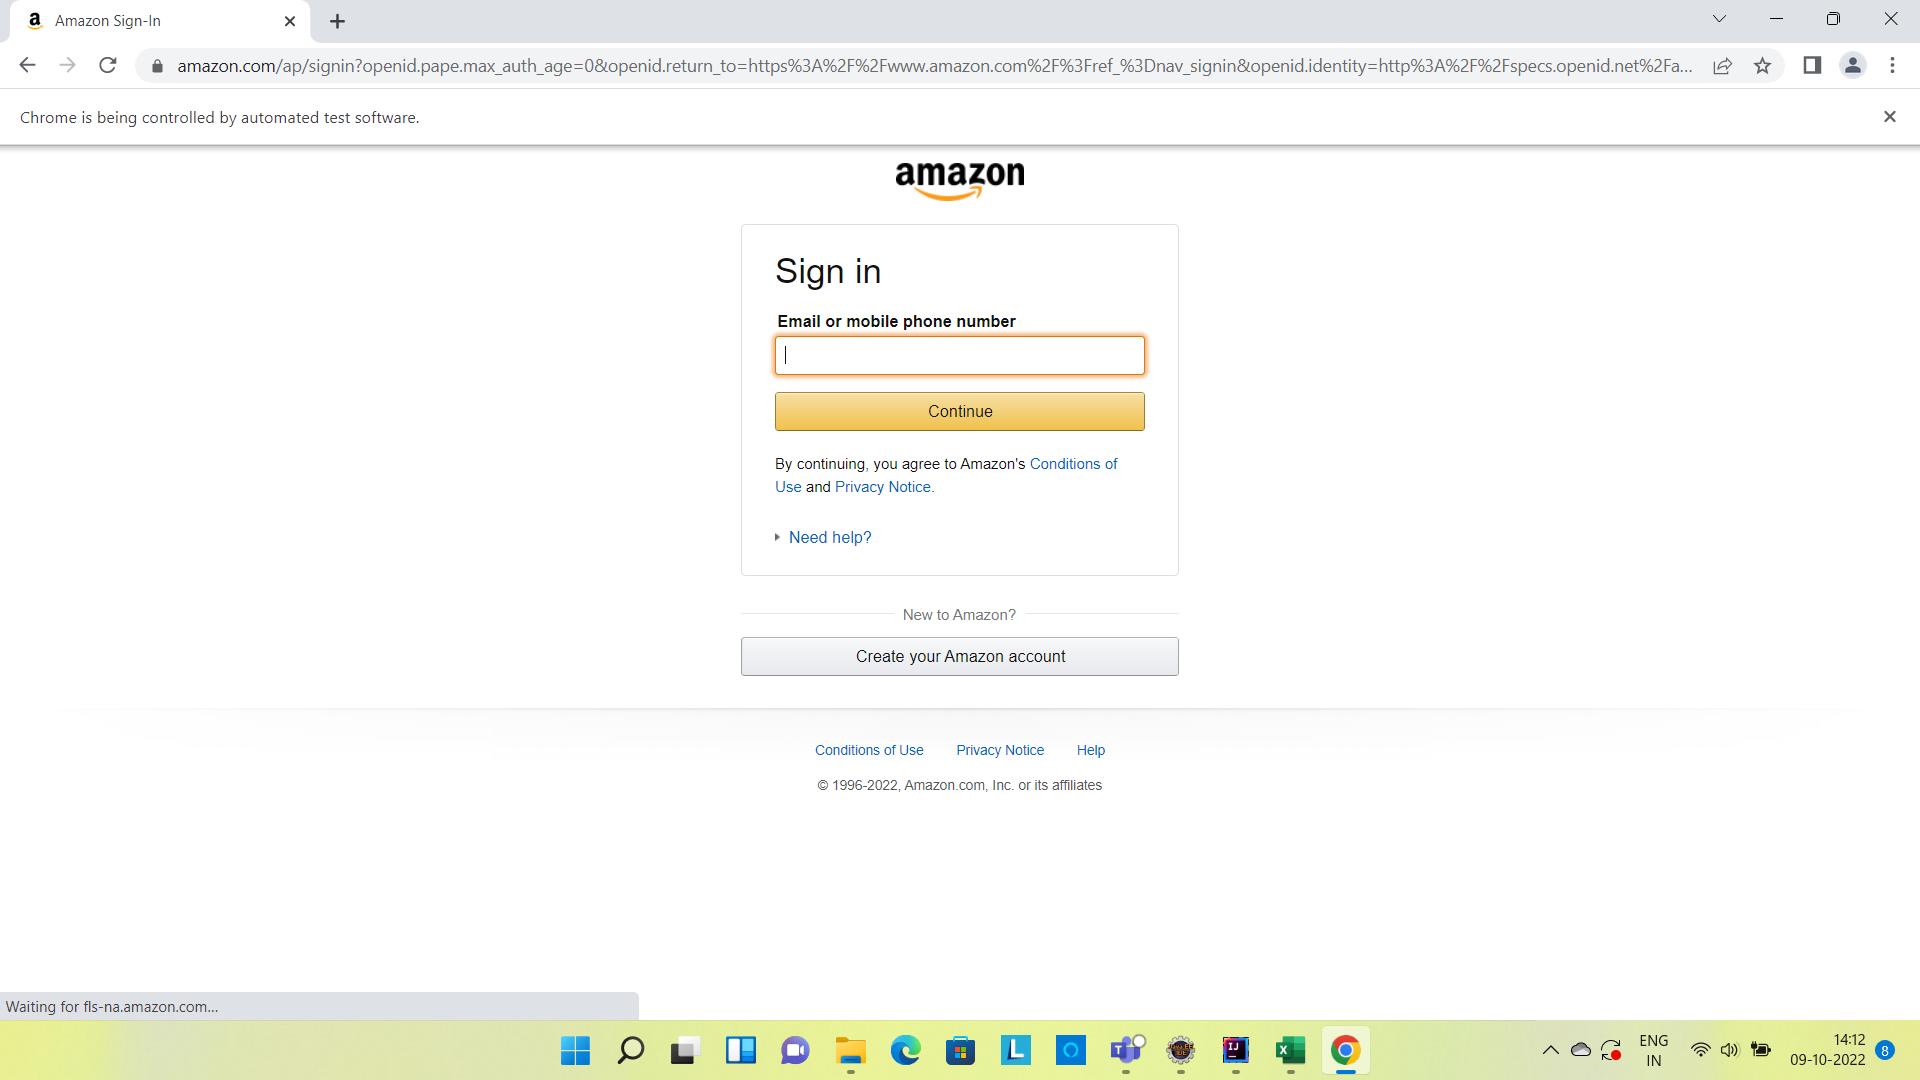 Amazon Sign-In
amazon.com/ap/signin?openid.pape.max_auth_age=0&openid.return_to=https%3A%2F%2Fwww.amazon.com%2F%3Fref_%3Dnav_signin&openid.identity=http%3A%2F%2Fspecs.openid.net%2Fa...
Chrome is being controlled by automated test software.
amazon
Sign in
Email or mobile phone number
Continue
By continuing, you agree to Amazon's Conditions of
Use and Privacy Notice.
Need help?
New to Amazon?
Create your Amazon account
Conditions of Use Privacy Notice Help
© 1996-2022, Amazon.com, Inc. or its affiliates
Waiting for fls-na.amazon.com...
ENG
IN
14:12
09-10-2022
8